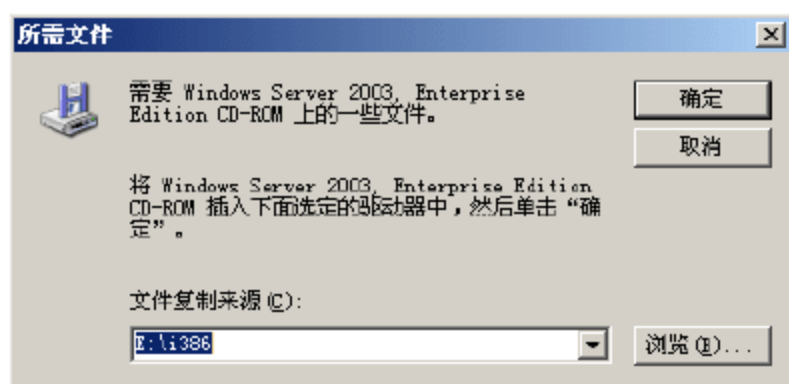 所需文件
需要 Windows Server 2003, Enterprise
Edition CD-ROM 上的一些文件。
确定
取消
将 Windows Server 2003, Enterprise Edition
CD-ROM 插入下面选定的驱动器中，然后单击“确
定”。
文件复制来源(C):
E:\i386
浏览(B)...